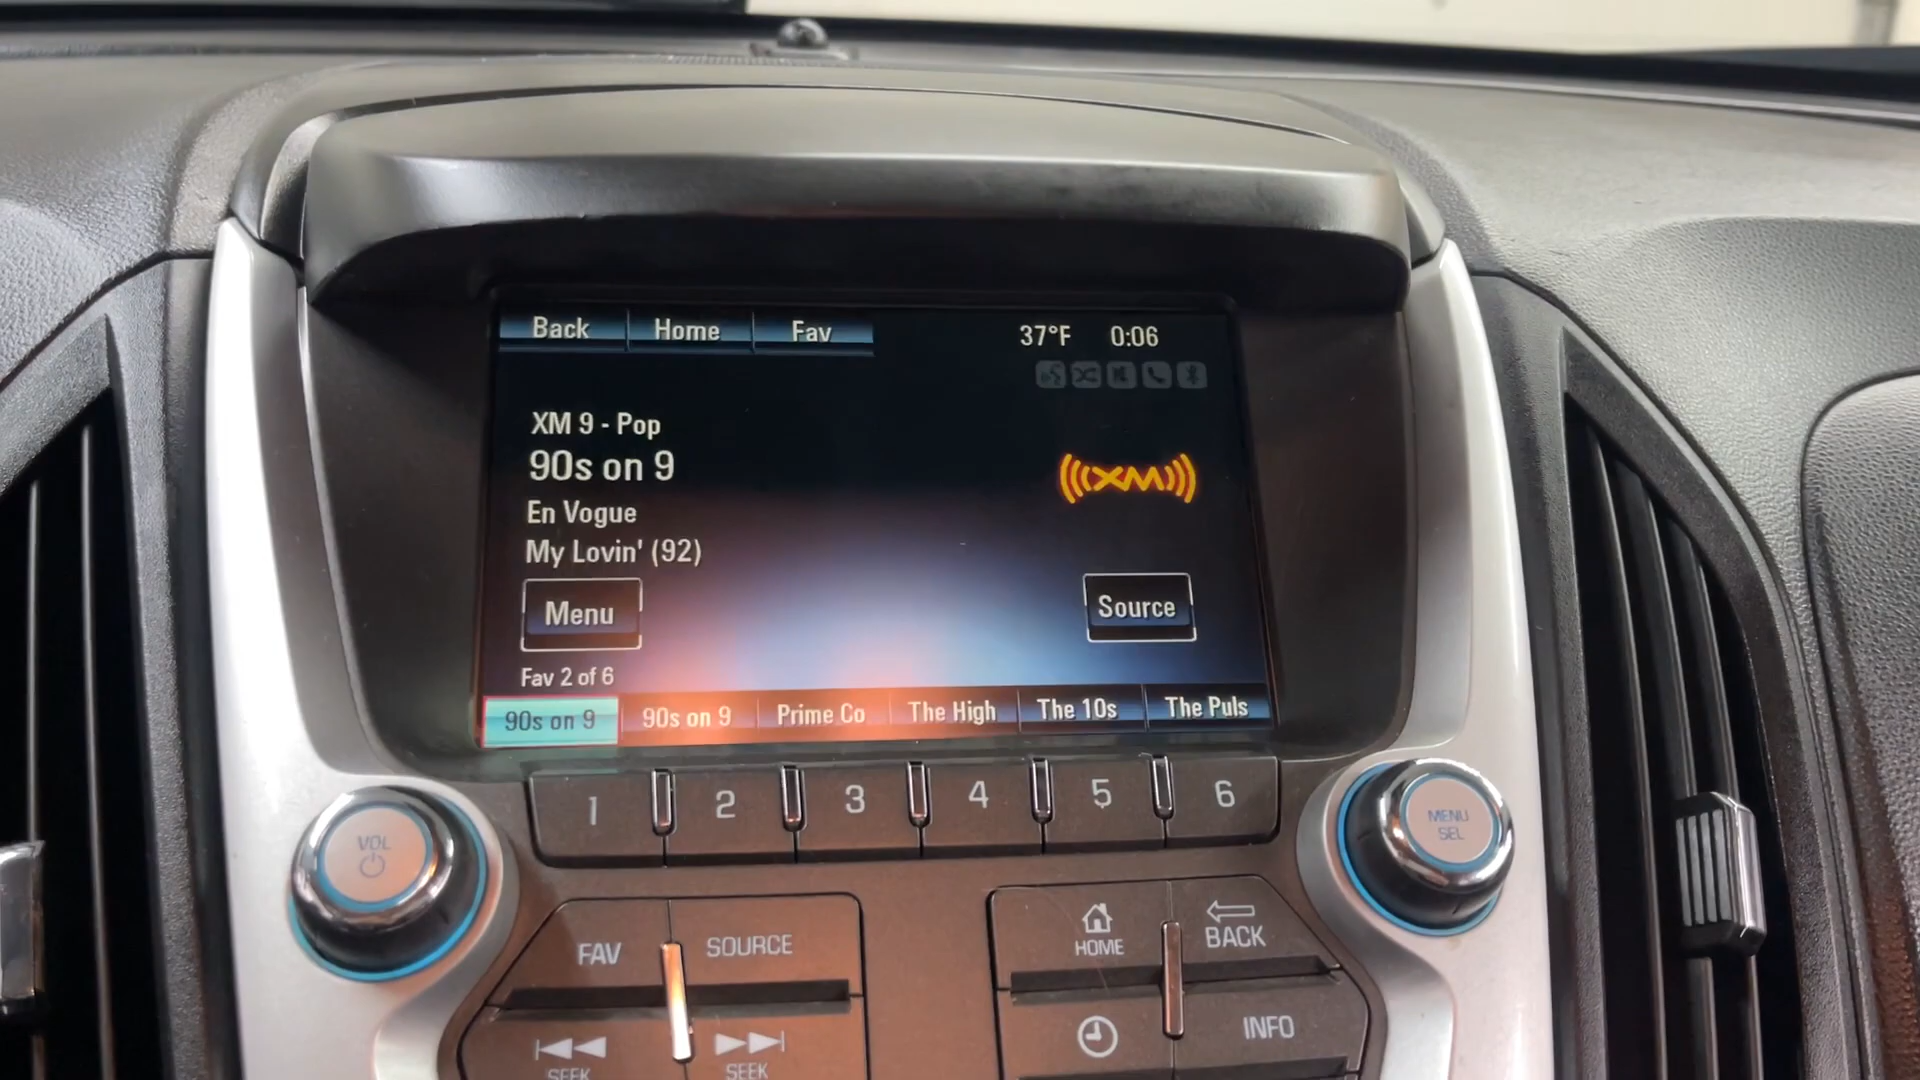 Back Home Fav 37°F 0:06
XM 9 - Pop
90s on 9
((XM))
En Vogue
My Lovin' (92)
Menu
Source
Fav 2 of 6
90s on 9 90s on 9 Prime Co The High The 10s The Puls
1 2 3 4 5 6
VOL
MENU
SEL
FAV SOURCE
HOME
BACK
INFO
SEEK SEEK